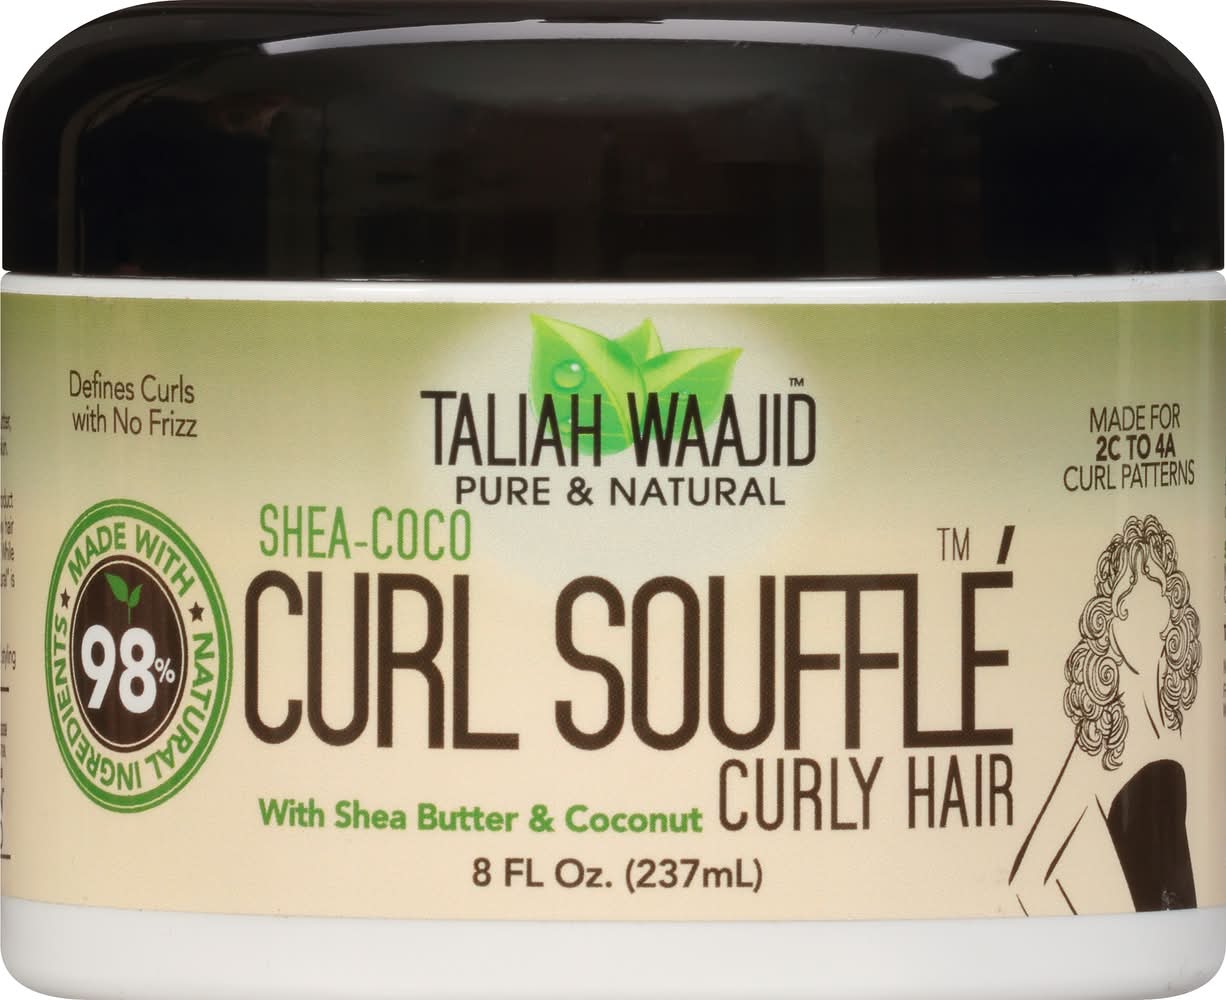 Defines Curls
with No Frizz
TALIAH WAAJID™
PURE & NATURAL
MADE FOR
2C TO 4A
CURL PATTERNS
SHEA-COCO
CURL SOUFFLÉ™
CURLY HAIR
MADE WITH
98%
NATURAL INGREDIENTS
With Shea Butter & Coconut
8 FL Oz. (237mL)